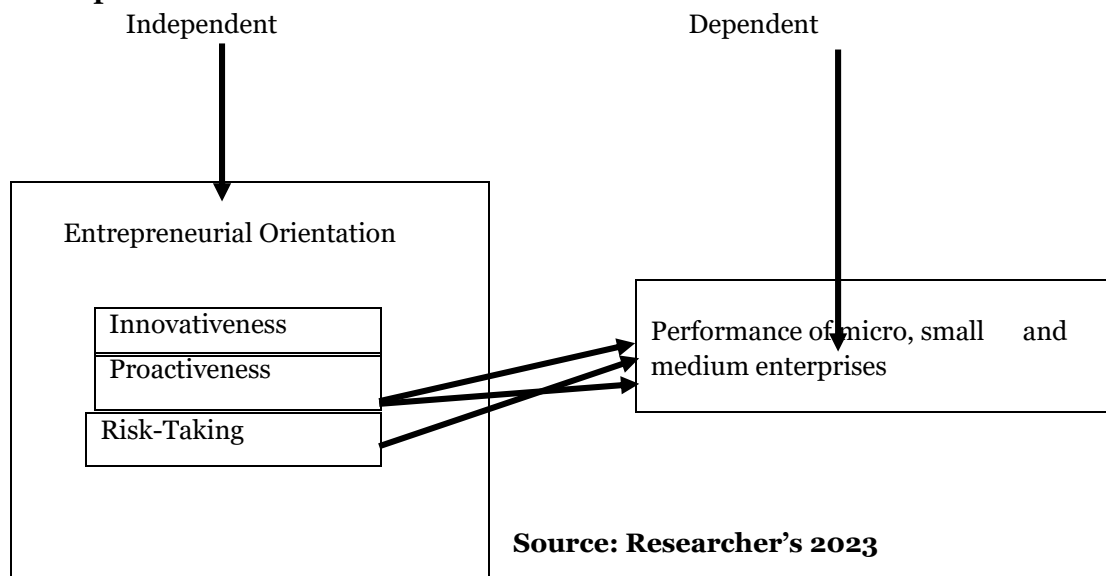 Independent Dependent
Entrepreneurial Orientation
Innovativeness
Proactiveness
Risk-Taking
Performance of micro, small and
medium enterprises
Source: Researcher's 2023